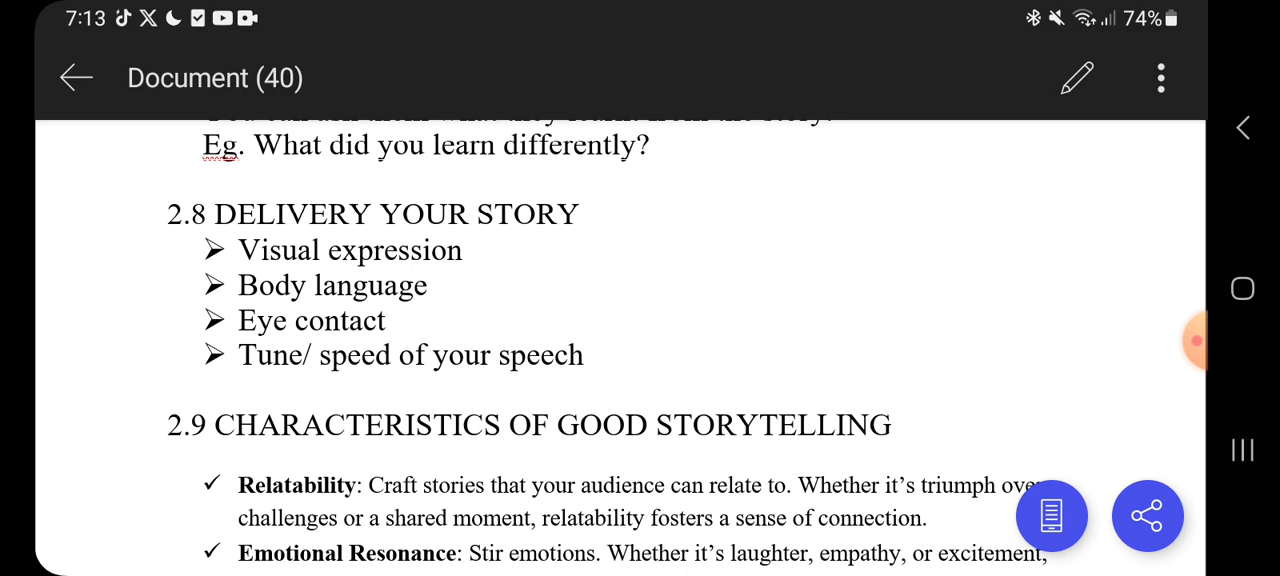 7:13
74%
Document (40)
Eg. What did you learn differently?
2.8 DELIVERY YOUR STORY
➢ Visual expression
➢ Body language
➢ Eye contact
➢ Tune/ speed of your speech
2.9 CHARACTERISTICS OF GOOD STORYTELLING
✓ Relatability: Craft stories that your audience can relate to. Whether it’s triumph over
challenges or a shared moment, relatability fosters a sense of connection.
✓ Emotional Resonance: Stir emotions. Whether it’s laughter, empathy, or excitement,